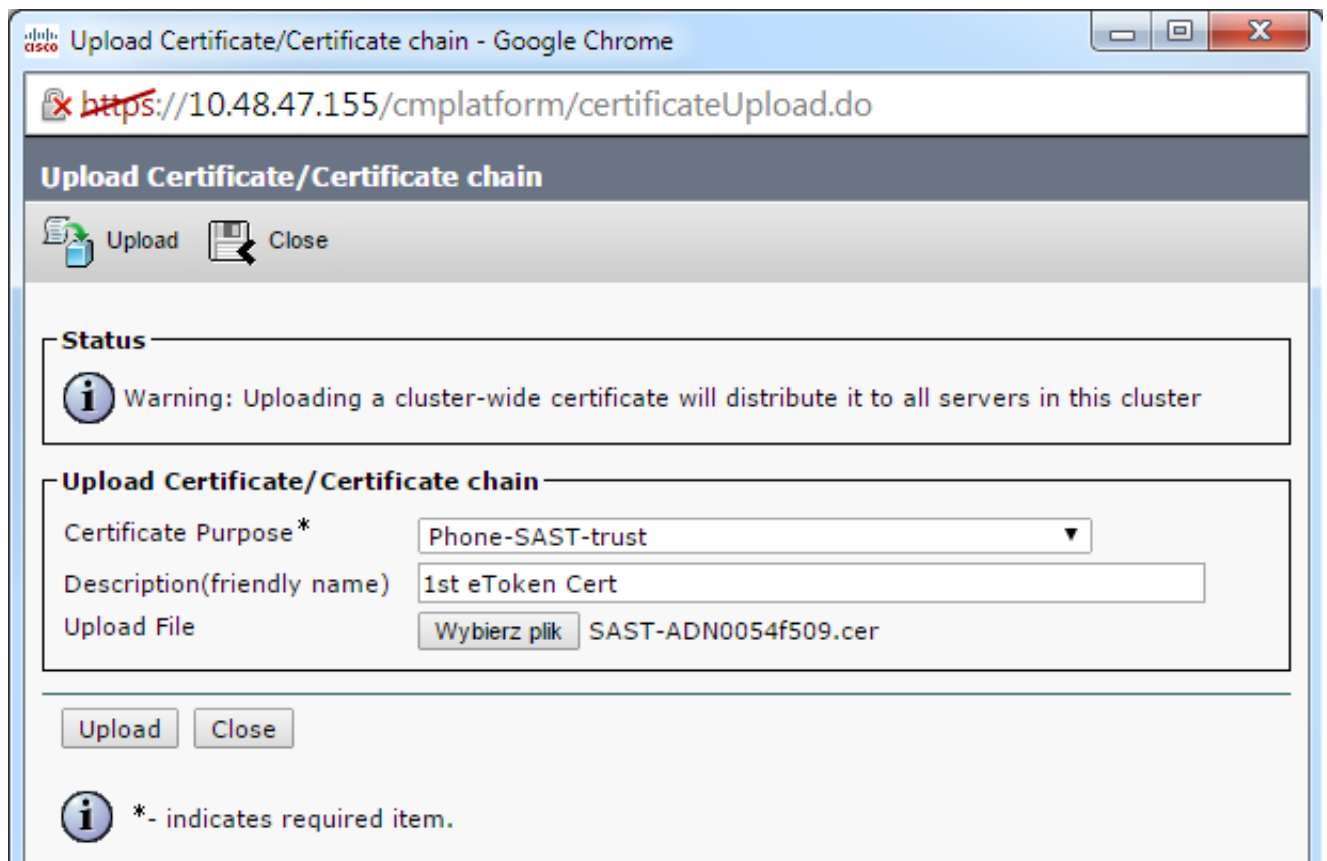 cisco Upload Certificate/Certificate chain - Google Chrome
https://10.48.47.155/cmplatform/certificateUpload.do
Upload Certificate/Certificate chain
Upload Close
Status
Warning: Uploading a cluster-wide certificate will distribute it to all servers in this cluster
Upload Certificate/Certificate chain
Certificate Purpose* Phone-SAST-trust
Description(friendly name) 1st eToken Cert
Upload File Wybierz plik SAST-ADN0054f509.cer
Upload Close
*- indicates required item.